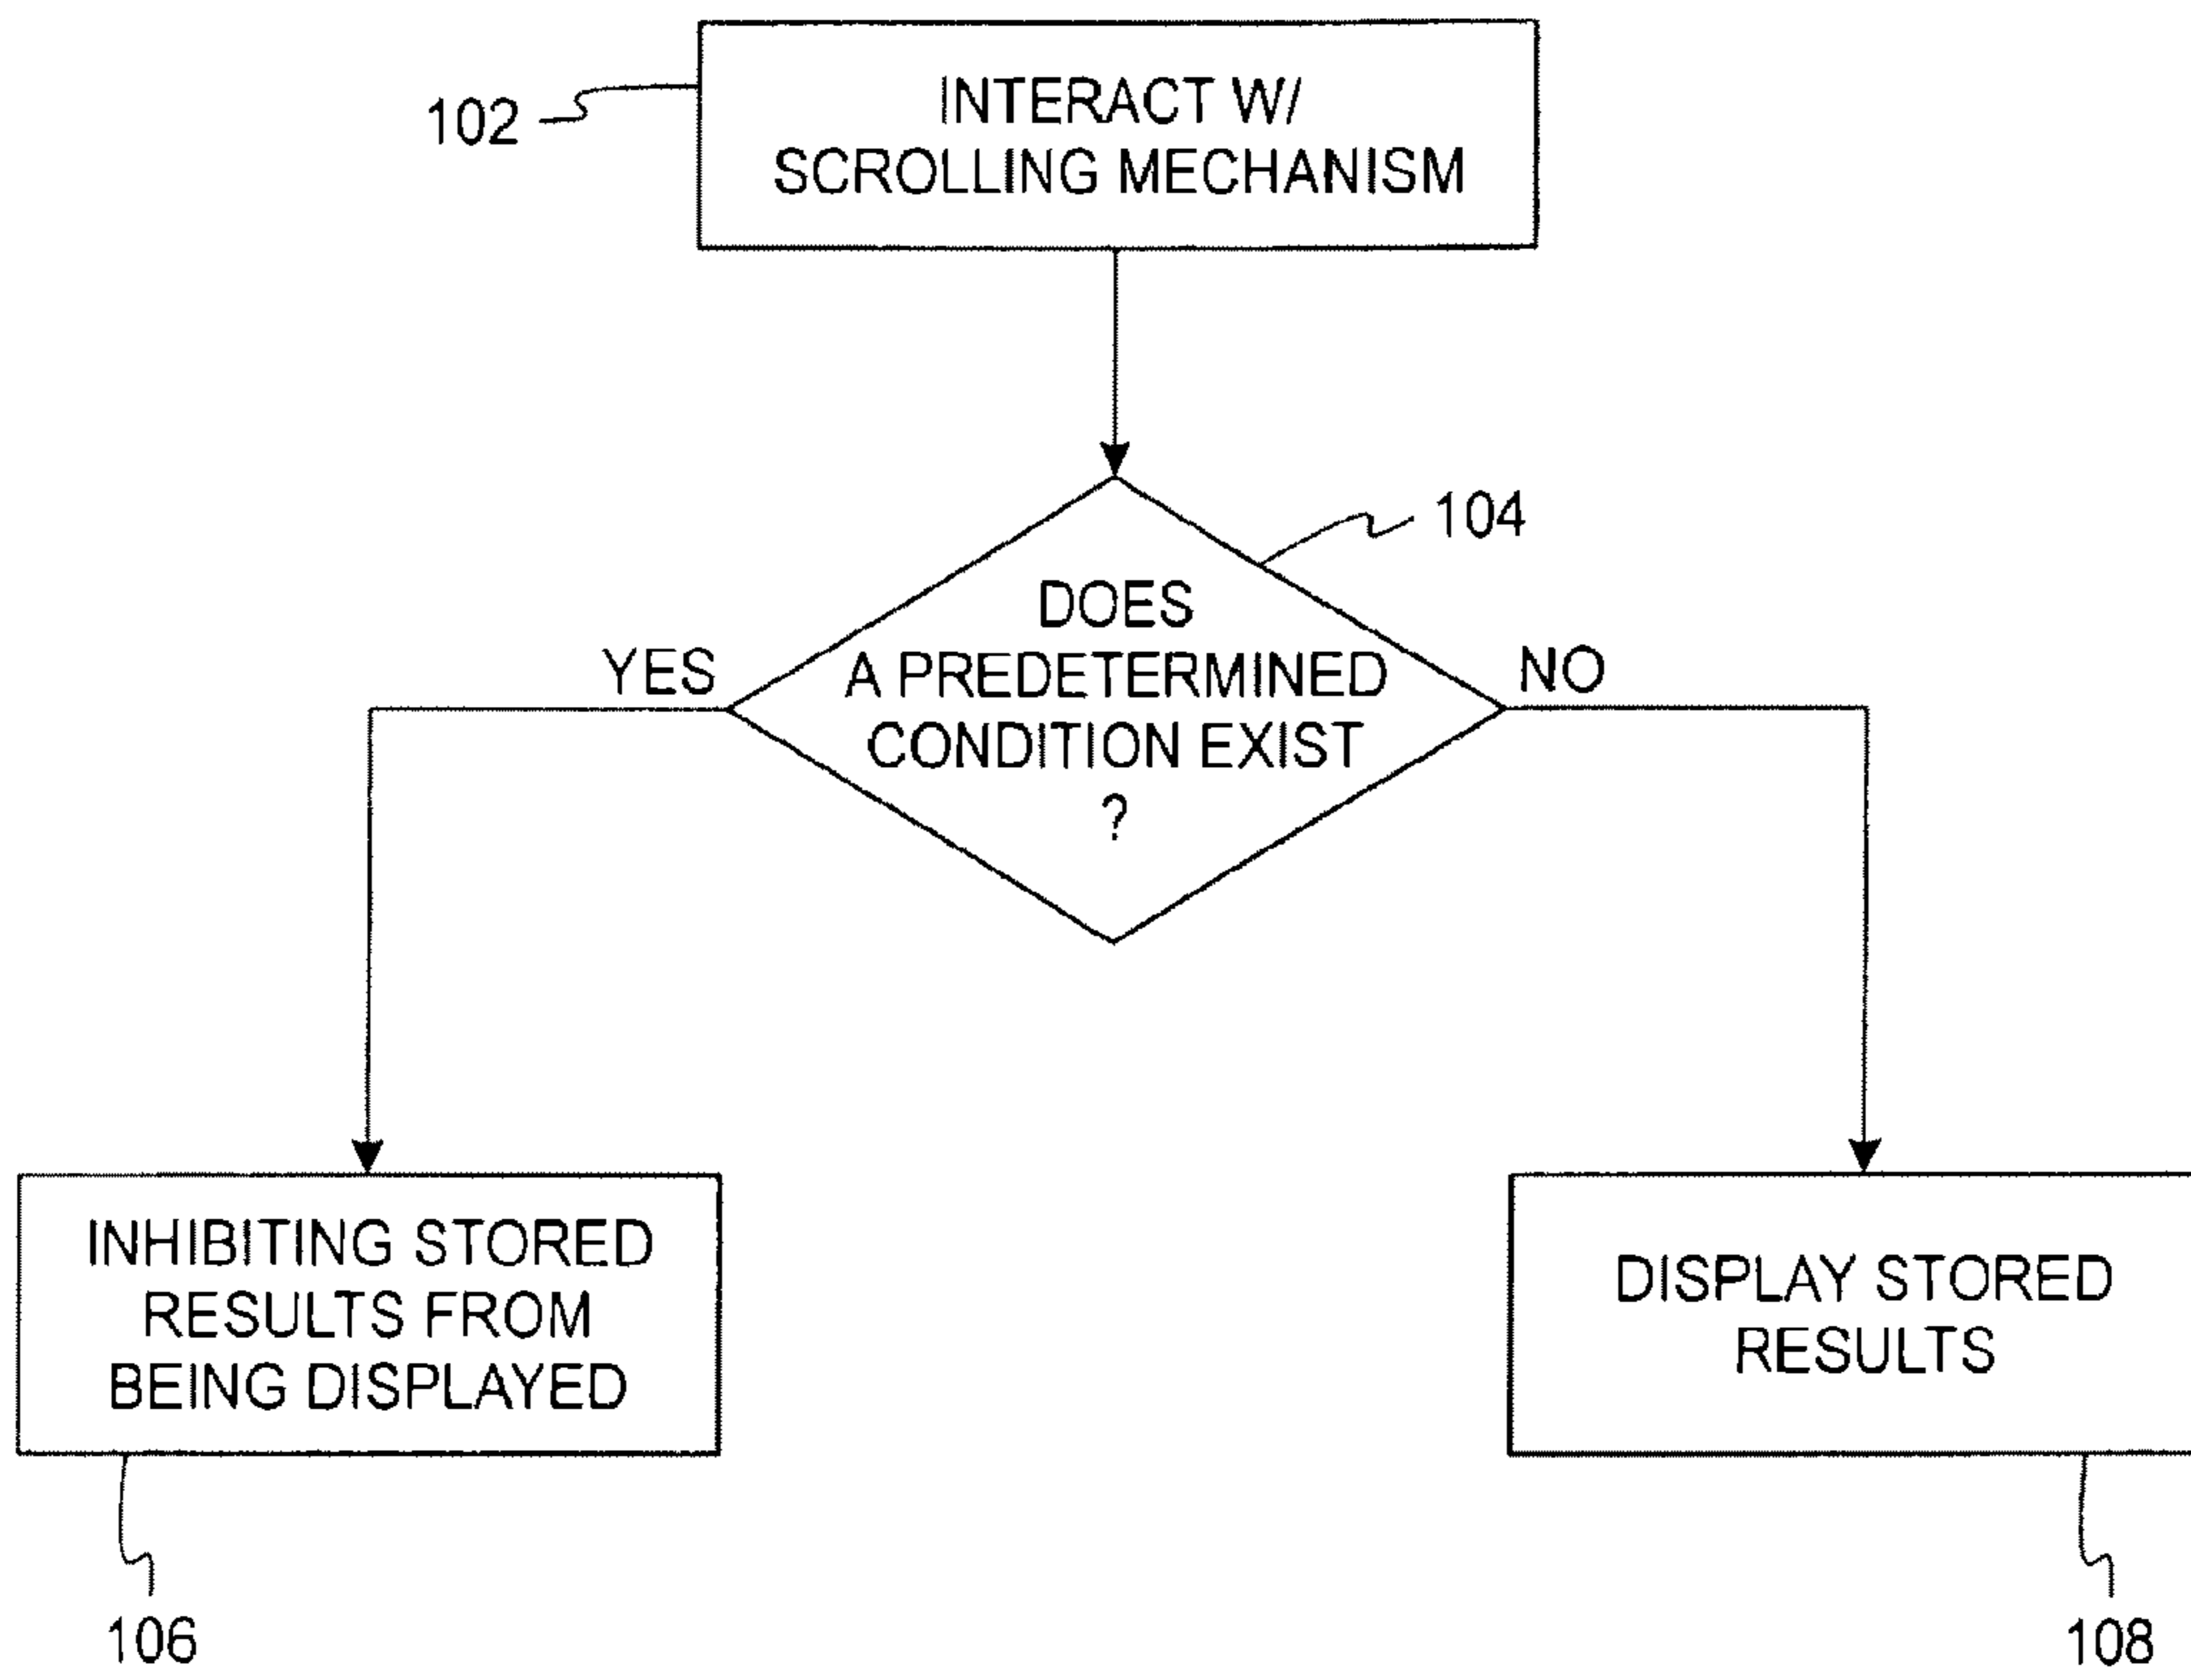 INTERACT W/
SCROLLING MECHANISM
102
104
DOES
A PREDETERMINED
CONDITION EXIST
?
YES
NO
INHIBITING STORED
RESULTS FROM
BEING DISPLAYED
DISPLAY STORED
RESULTS
106
108